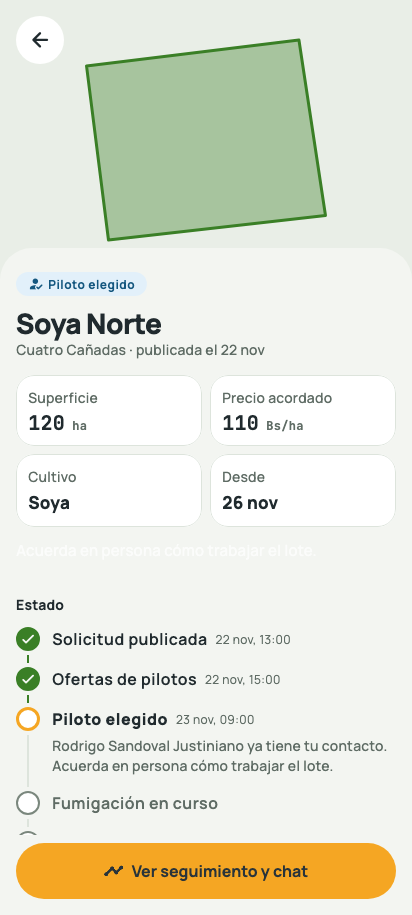 Piloto elegido
Soya Norte
Cuatro Cañadas · publicada el 22 nov
Superficie
120 ha
Precio acordado
110 Bs/ha
Cultivo
Soya
Desde
26 nov
Acuerda en persona cómo trabajar el lote
Estado
Solicitud publicada 22 nov, 13:00
Ofertas de pilotos 22 nov, 15:00
Piloto elegido 23 nov, 09:00
Rodrigo Sandoval Justiniano ya tiene tu contacto.
Acuerda en persona cómo trabajar el lote.
Fumigación en curso
Ver seguimiento y chat